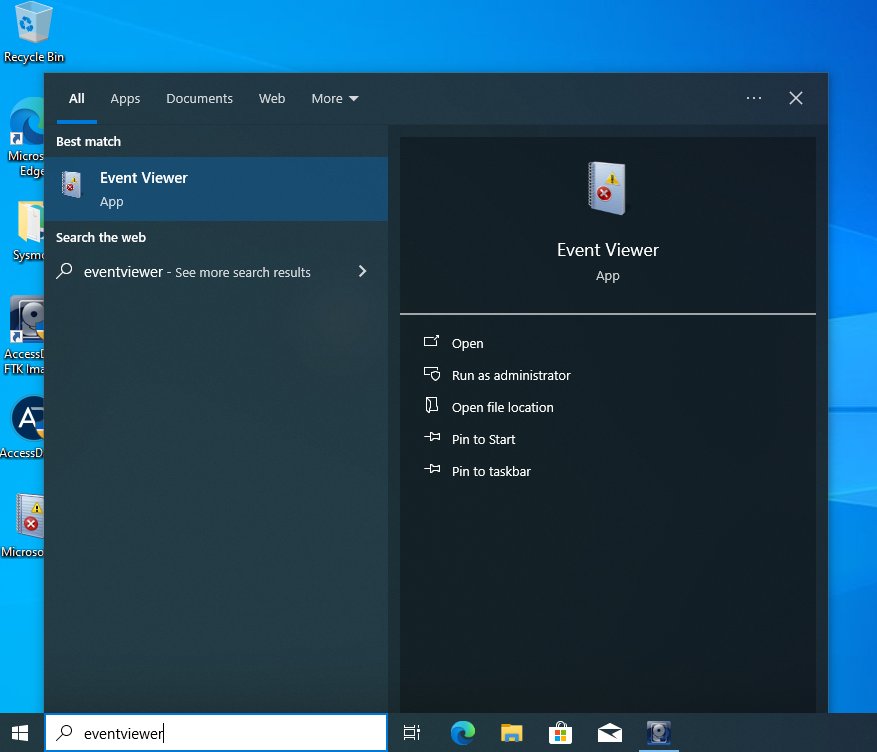 Recycle Bin
All Apps Documents Web More
Best match
Event Viewer
App
Search the web
eventviewer - See more search results
Event Viewer
App
Open
Run as administrator
Open file location
Pin to Start
Pin to taskbar
Micros
Edge
Sysmo
AccessD
FTK Ima
AccessD
Microso
eventviewer